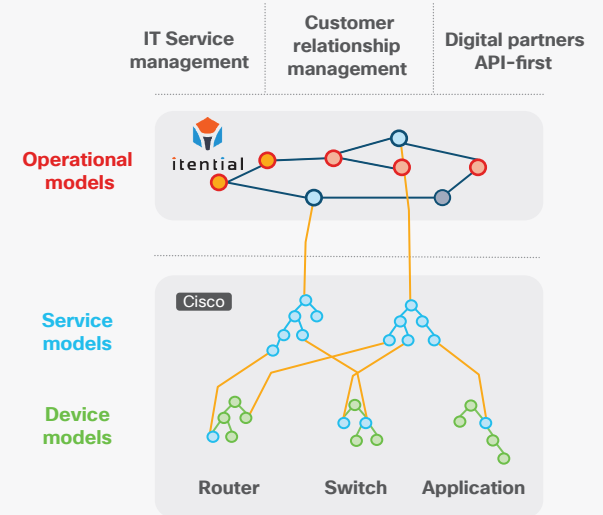 IT Service
management
Customer
relationship
management
Digital partners
API-first
Operational
models
itential
Cisco
Service
models
Device
models
Router
Switch
Application